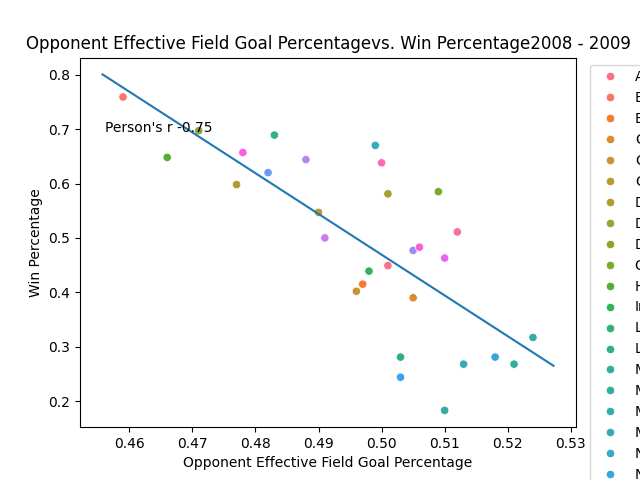 Opponent Effective Field Goal Percentagevs. Win Percentage2008 - 2009
0.8
0.7
0.6
0.5
0.4
0.3
0.2
Win Percentage
Person's r -0.75
0.46 0.47 0.48 0.49 0.50 0.51 0.52 0.53
Opponent Effective Field Goal Percentage